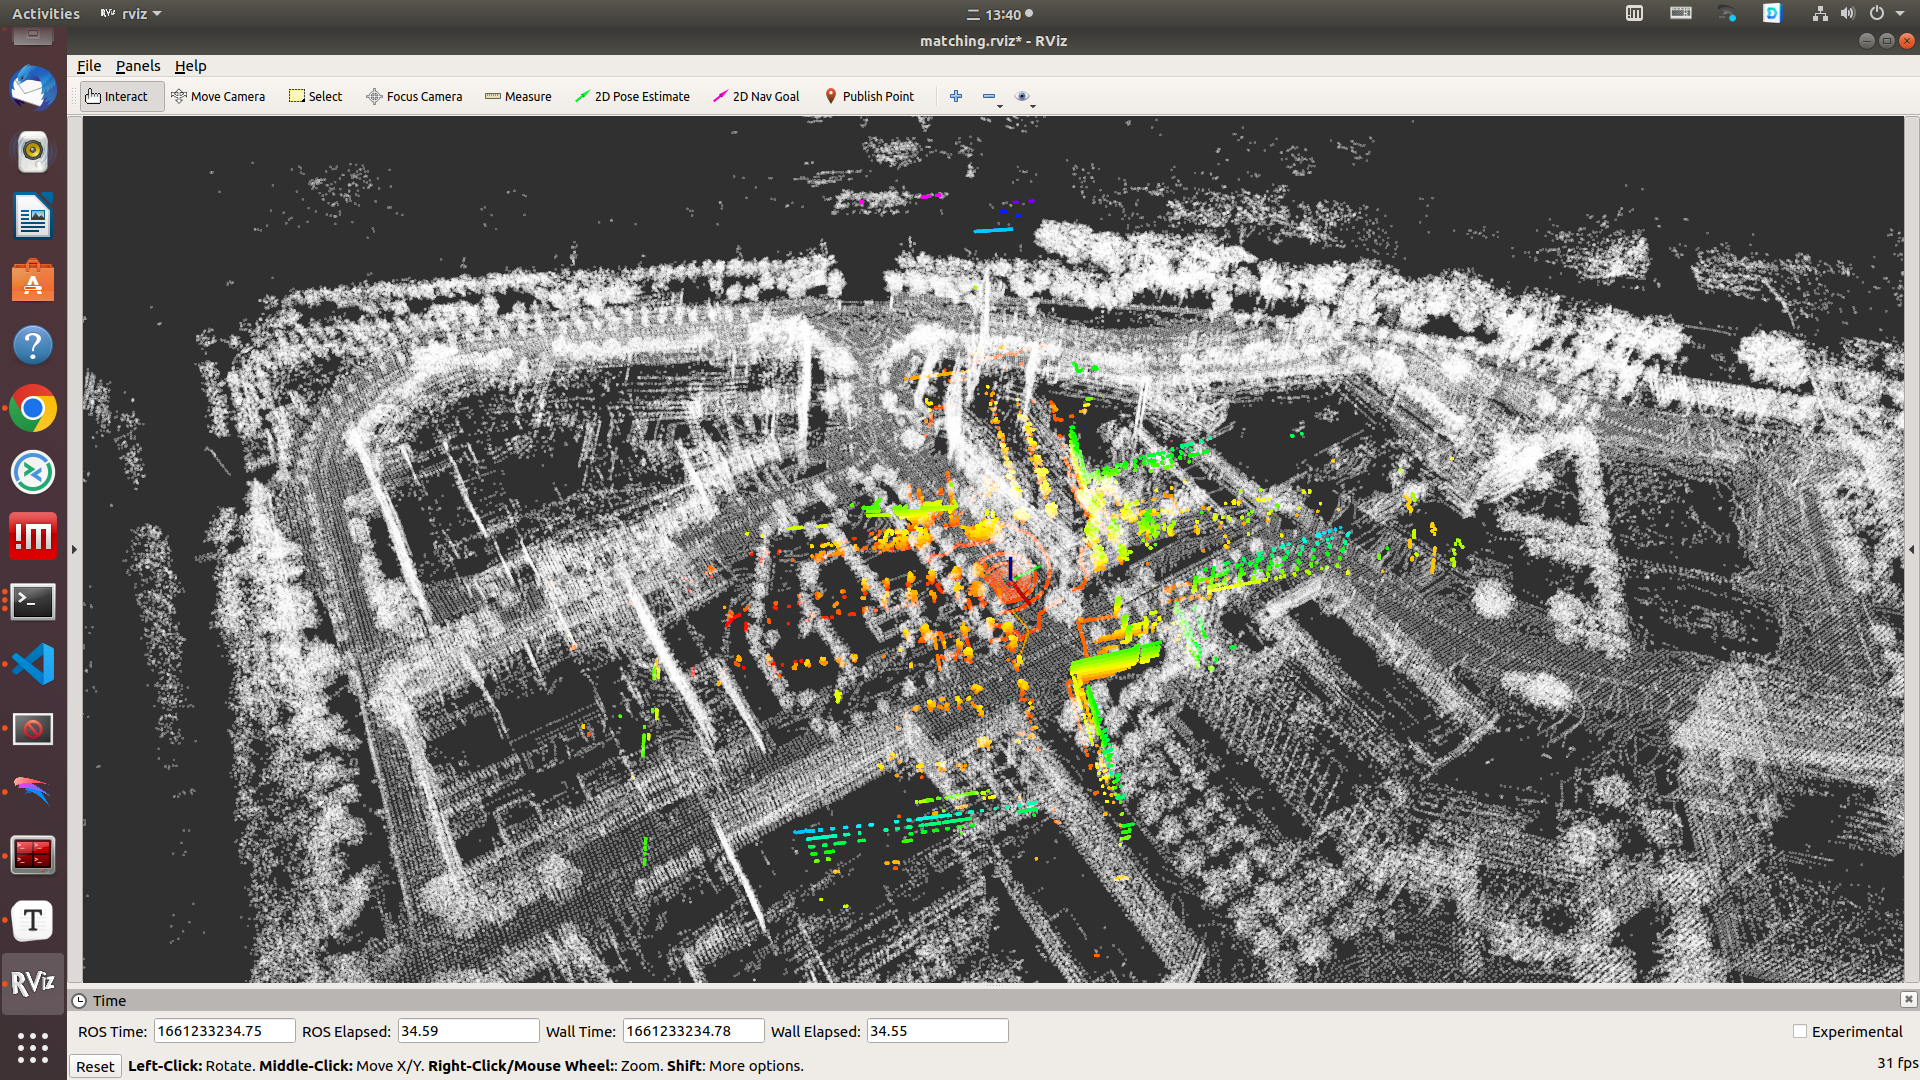 Activities RViz rviz 二 13:40
matching.rviz* - RViz
File Panels Help
Interact Move Camera Select Focus Camera Measure 2D Pose Estimate 2D Nav Goal Publish Point
Time
ROS Time: 1661233234.75 ROS Elapsed: 34.59 Wall Time: 1661233234.78 Wall Elapsed: 34.55 Experimental
Reset Left-Click: Rotate. Middle-Click: Move X/Y. Right-Click/Mouse Wheel:: Zoom. Shift: More options. 31 fps
A
?
!M
>_
T
RViz